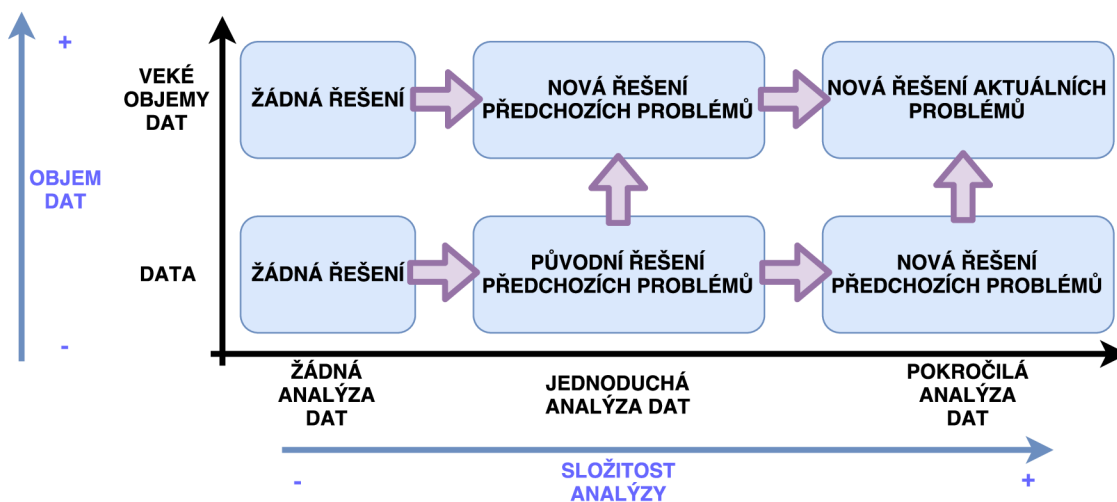 +
VEKÉ
OBJEMY
DAT
ŽÁDNÁ ŘEŠENÍ
NOVÁ ŘEŠENÍ
PŘEDCHOZÍCH PROBLÉMŮ
NOVÁ ŘEŠENÍ AKTUÁLNÍCH
PROBLÉMŮ
OBJEM
DAT
DATA
ŽÁDNÁ ŘEŠENÍ
PŮVODNÍ ŘEŠENÍ
PŘEDCHOZÍCH PROBLÉMŮ
NOVÁ ŘEŠENÍ
PŘEDCHOZÍCH PROBLÉMŮ
-
ŽÁDNÁ
ANALÝZA
DAT
JEDNODUCHÁ
ANALÝZA DAT
POKROČILÁ
ANALÝZA
DAT
-
SLOŽITOST
ANALÝZY
+